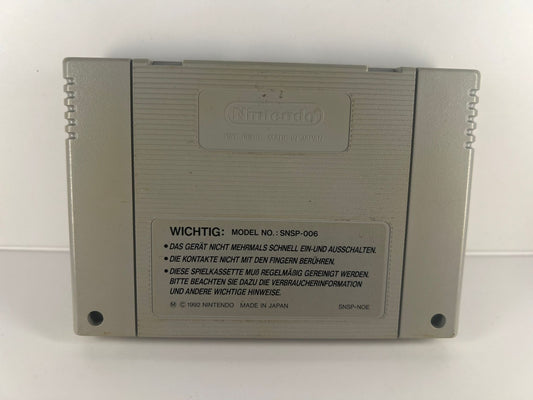 Nintendo
MADE IN JAPAN
WICHTIG: MODEL NO.: SNSP-006
• DAS GERÄT NICHT MEHRMALS SCHNELL EIN-UND AUSSCHALTEN.
• DIE KONTAKTE NICHT MIT DEN FINGERN BERÜHREN.
• DIESE SPIELKASSETTE MUß REGELMÄßIG GEREINIGT WERDEN.
BITTE BEACHTEN SIE DAZU DIE VERBRAUCHERINFORMATION
UND ANDERE WICHTIGE HINWEISE.
Ⓜ © 1992 NINTENDO MADE IN JAPAN SNSP-NOE